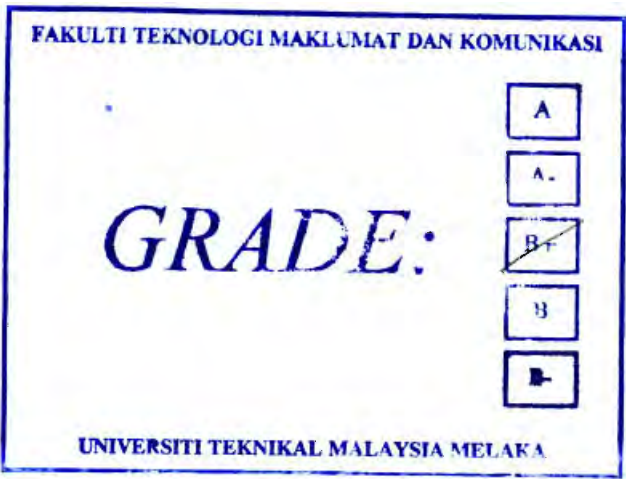 FAKULTI TEKNOLOGI MAKLUMAT DAN KOMUNIKASI
A
A-
GRADE:
B+
B
B-
UNIVERSITI TEKNIKAL MALAYSIA MELAKA